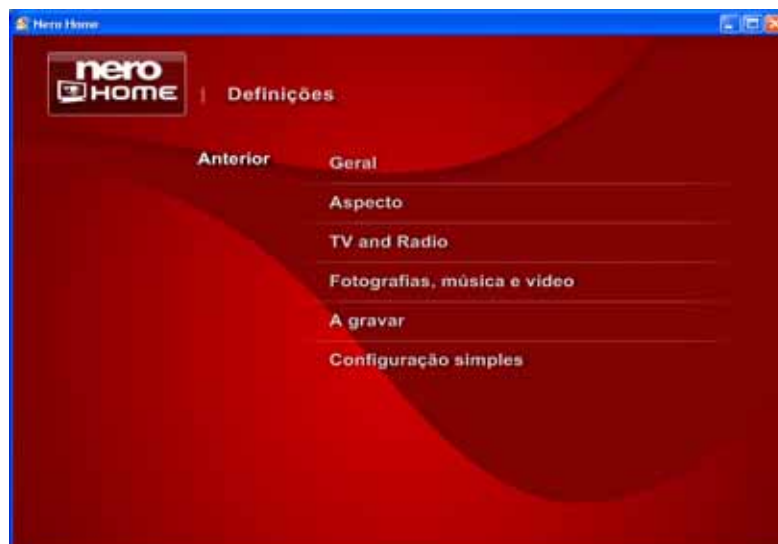 Nero Home
nero
HOME | Definições
Anterior
Geral
Aspecto
TV and Radio
Fotografias, música e vídeo
A gravar
Configuração simples